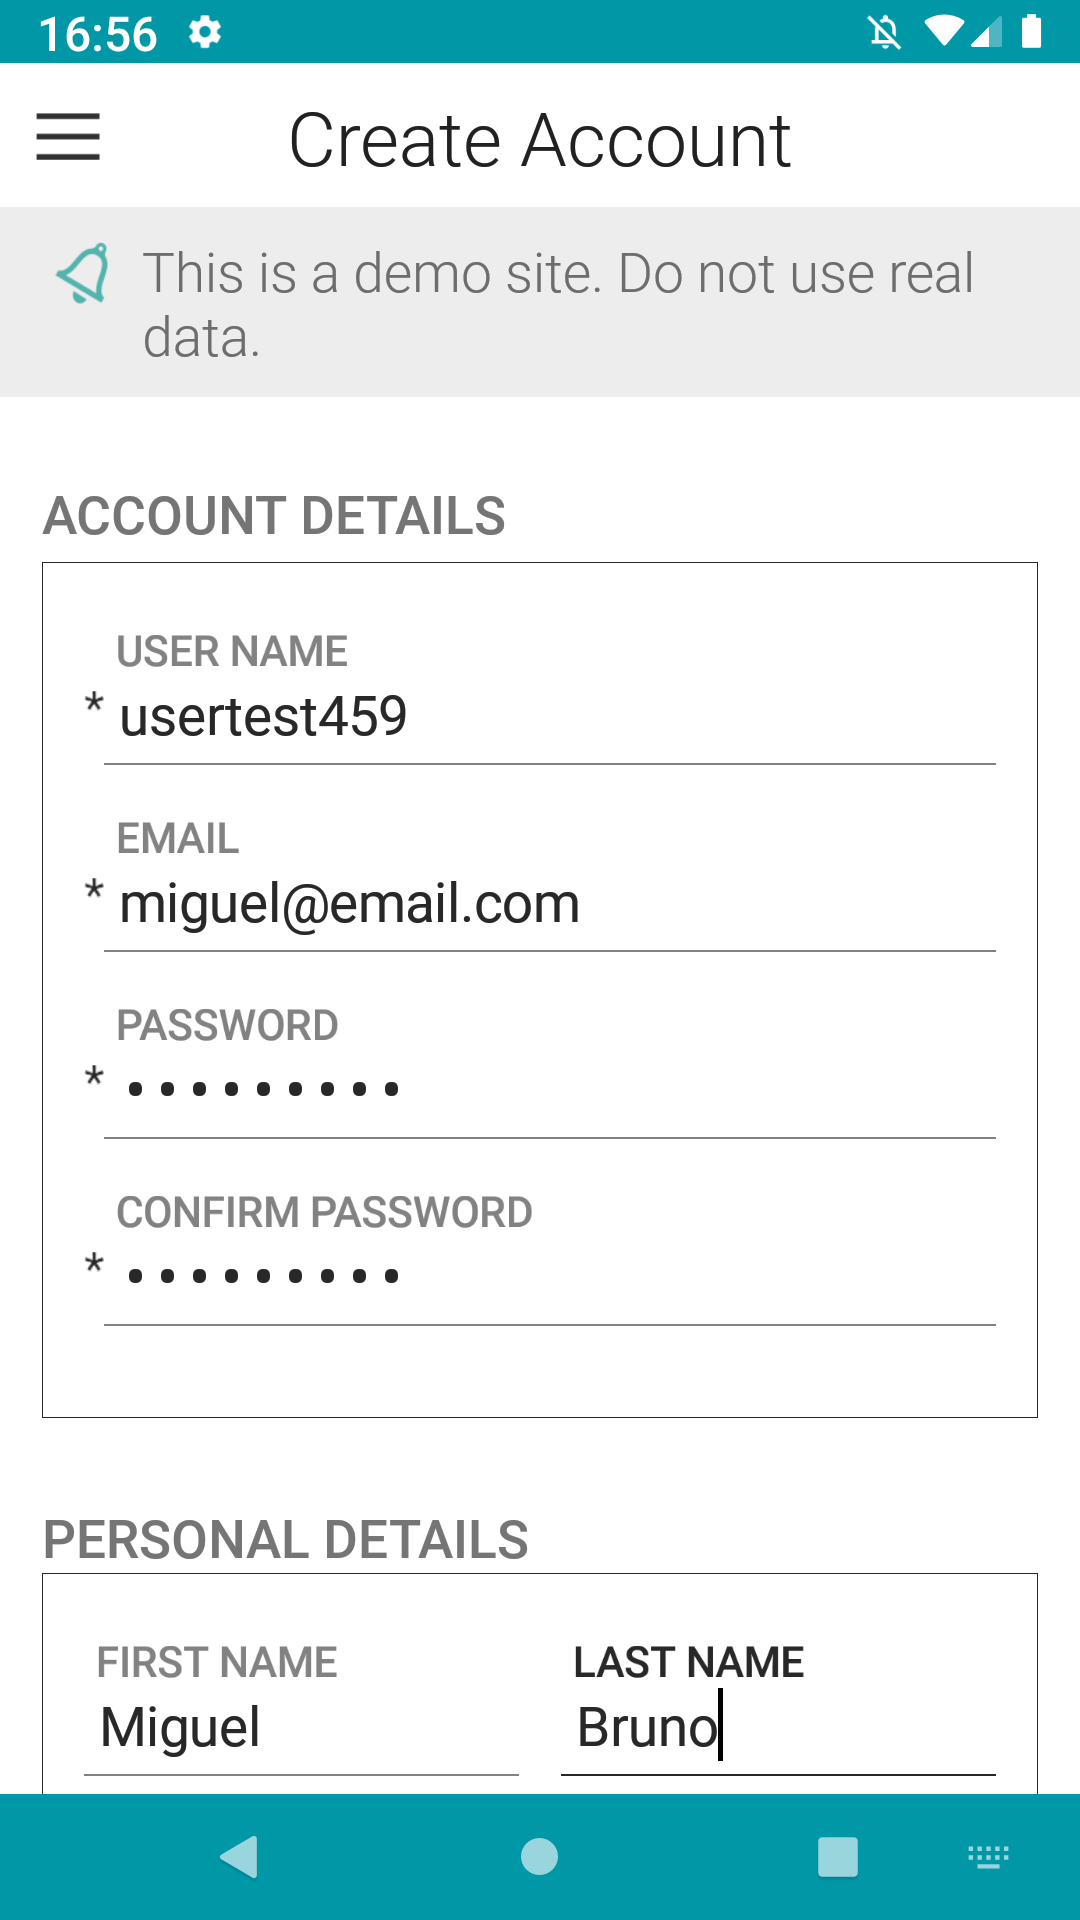 16:56
Create Account
This is a demo site. Do not use real
data.
ACCOUNT DETAILS
USER NAME
* usertest459
EMAIL
* miguel@email.com
PASSWORD
* •••••••••
CONFIRM PASSWORD
* •••••••••
PERSONAL DETAILS
FIRST NAME LAST NAME
Miguel Bruno